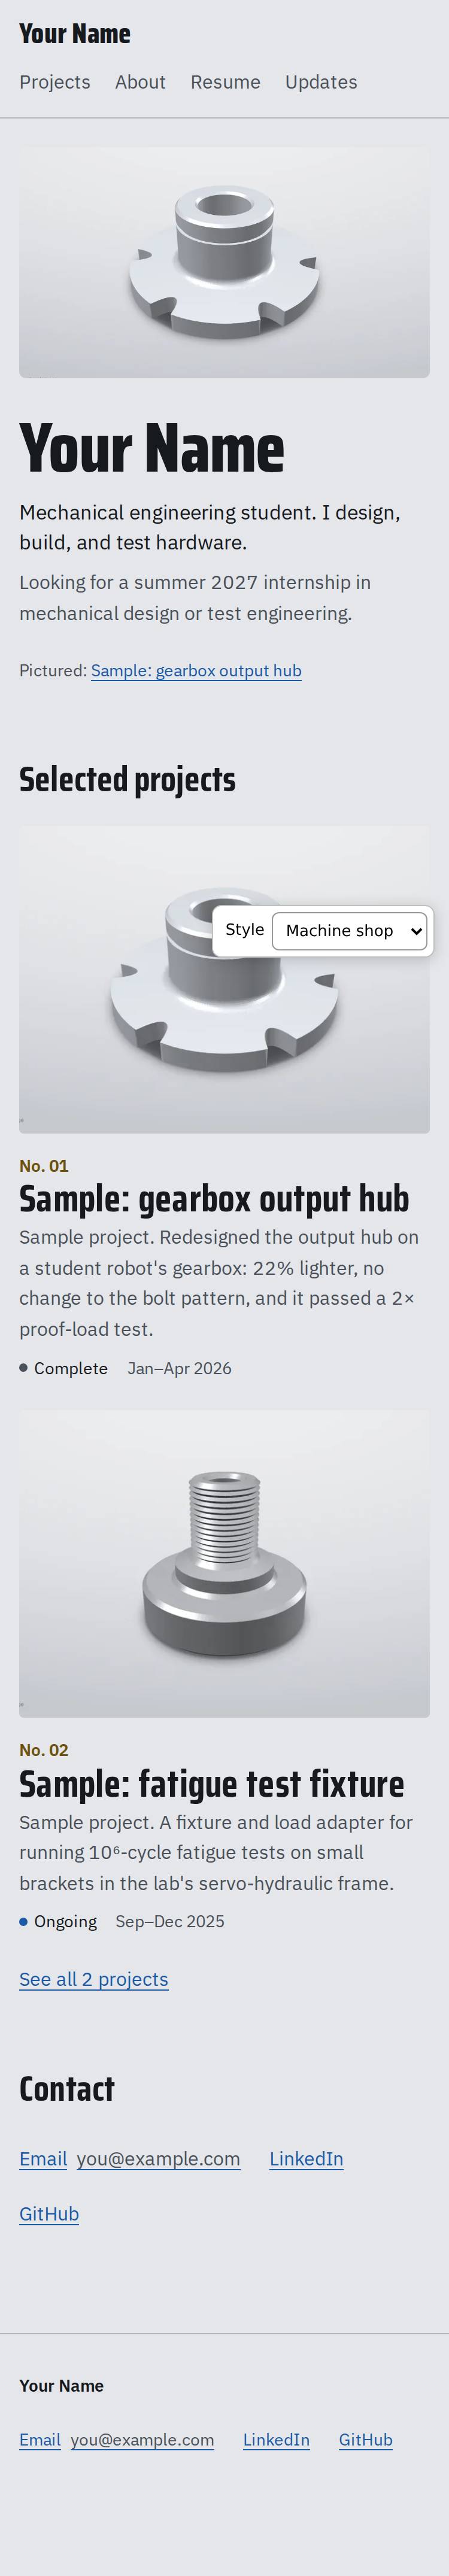 Your Name
Projects About Resume Updates
Your Name
Mechanical engineering student. I design,
build, and test hardware.
Looking for a summer 2027 internship in
mechanical design or test engineering.
Pictured: Sample: gearbox output hub
Selected projects
Style Machine shop
No. 01
Sample: gearbox output hub
Sample project. Redesigned the output hub on
a student robot's gearbox: 22% lighter, no
change to the bolt pattern, and it passed a 2×
proof-load test.
Complete Jan–Apr 2026
No. 02
Sample: fatigue test fixture
Sample project. A fixture and load adapter for
running 10⁶-cycle fatigue tests on small
brackets in the lab's servo-hydraulic frame.
Ongoing Sep–Dec 2025
See all 2 projects
Contact
Email you@example.com LinkedIn
GitHub
Your Name
Email you@example.com LinkedIn GitHub